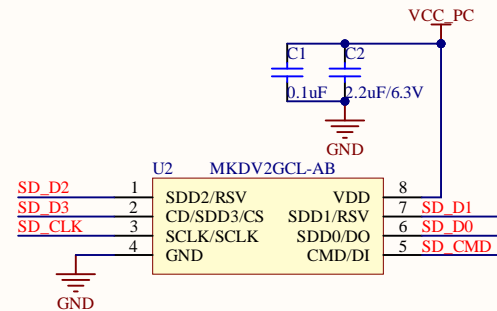 VCC_PC
C1 C2
0.1uF 2.2uF/6.3V
GND
U2 MKDV2GCL-AB
SD_D2 1 SDD2/RSV VDD 8
SD_D3 2 CD/SDD3/CS SDD1/RSV 7 SD_D1
SD_CLK 3 SCLK/SCLK SDD0/DO 6 SD_D0
4 GND CMD/DI 5 SD_CMD
GND